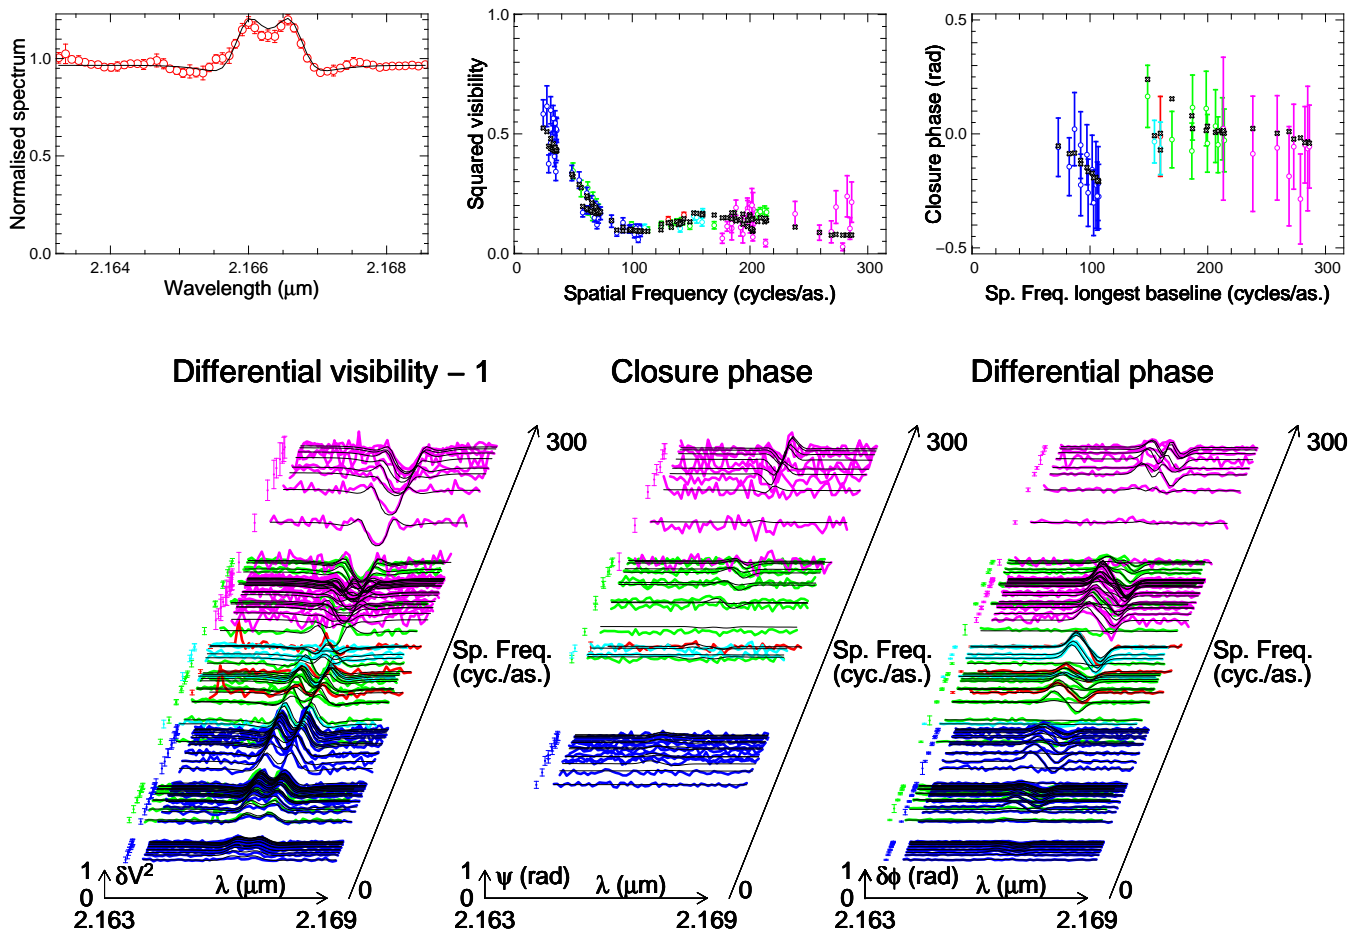 Normalised spectrum
1.0
0.5
0.0
2.164
2.166
2.168
Wavelength (μm)
Squared visibility
1.0
0.5
0.0
0
100
200
300
Spatial Frequency (cycles/as.)
Closure phase (rad)
0.5
0.0
−0.5
0
100
200
300
Sp. Freq. longest baseline (cycles/as.)
Differential visibility – 1
Closure phase
Differential phase
300
300
300
Sp. Freq.
(cyc./as.)
Sp. Freq.
(cyc./as.)
Sp. Freq.
(cyc./as.)
1
δV²
0
λ (μm)
0
2.163
2.169
1
ψ (rad)
0
λ (μm)
0
2.163
2.169
1
δϕ (rad)
0
λ (μm)
0
2.163
2.169